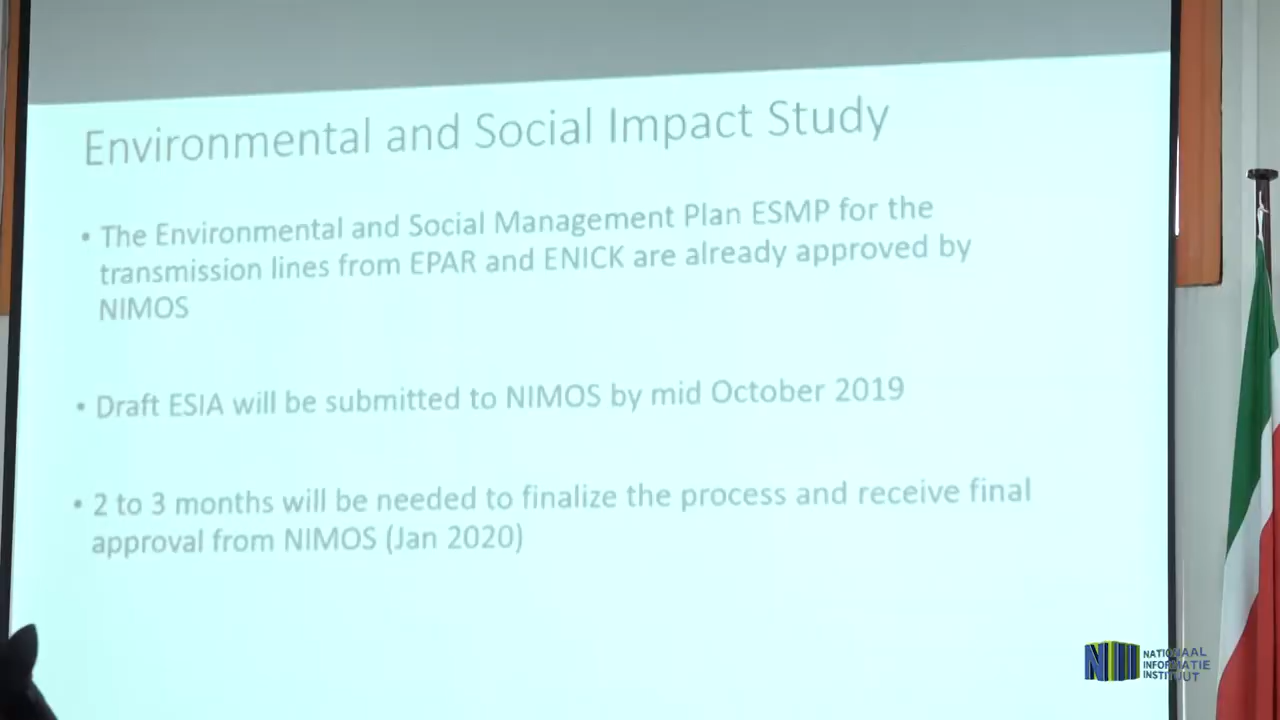 Environmental and Social Impact Study
• The Environmental and Social Management Plan ESMP for the
transmission lines from EPAR and ENICK are already approved by
NIMOS
• Draft ESIA will be submitted to NIMOS by mid October 2019
• 2 to 3 months will be needed to finalize the process and receive final
approval from NIMOS (Jan 2020)
NII
NATIONAAL
INFORMATIE
INSTITUUT